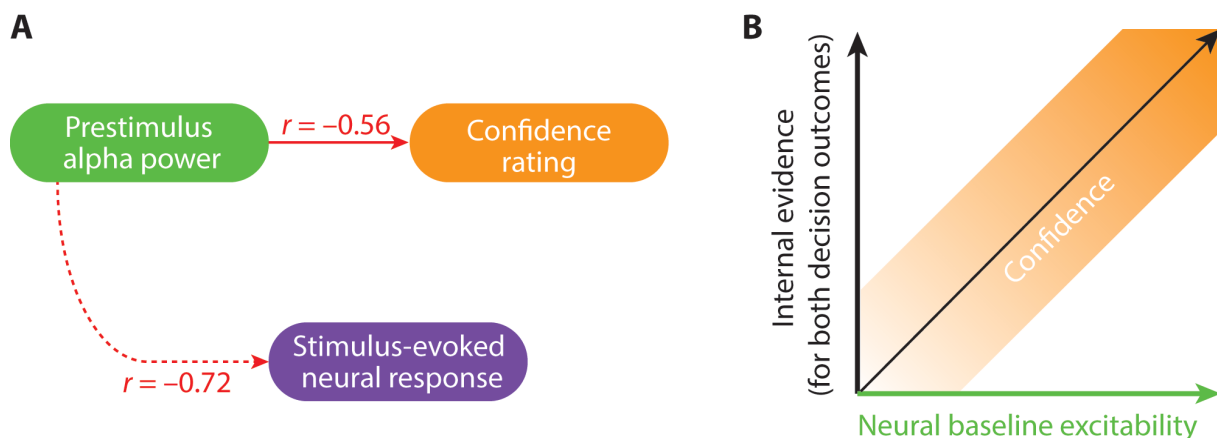 A
Prestimulus
alpha power
r = –0.56
Confidence
rating
Stimulus-evoked
neural response
r = –0.72
B
Internal evidence
(for both decision outcomes)
Confidence
Neural baseline excitability